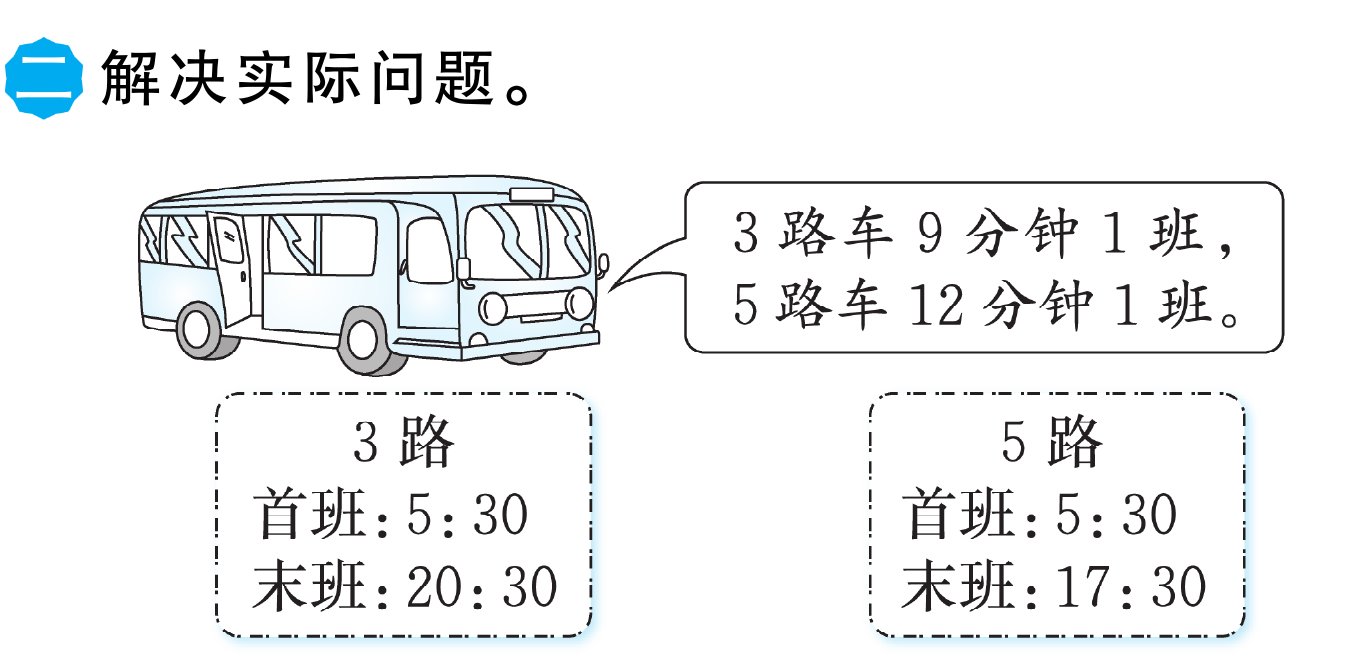 二 解决实际问题。
3 路车 9 分钟 1 班，
5 路车 12 分钟 1 班。
3 路
首班：5：30
末班：20：30
5 路
首班：5：30
末班：17：30